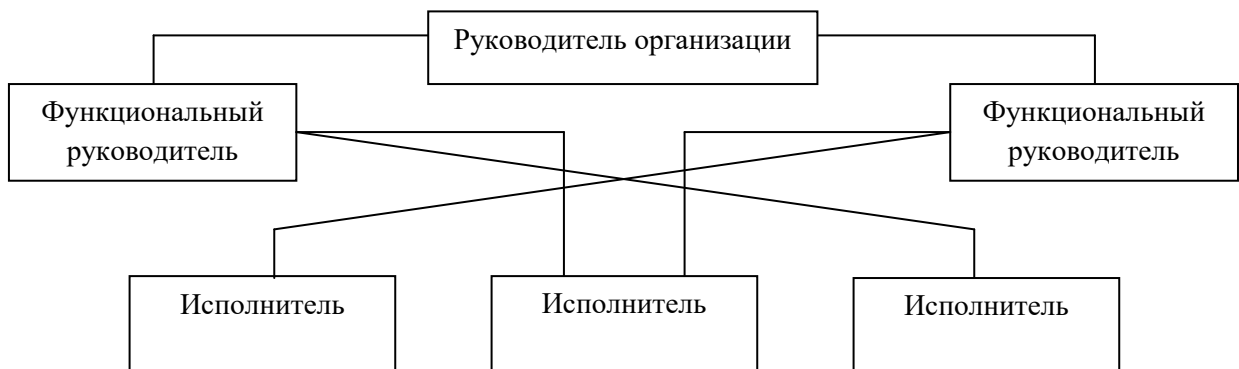 Руководитель организации
Функциональный
руководитель
Функциональный
руководитель
Исполнитель
Исполнитель
Исполнитель